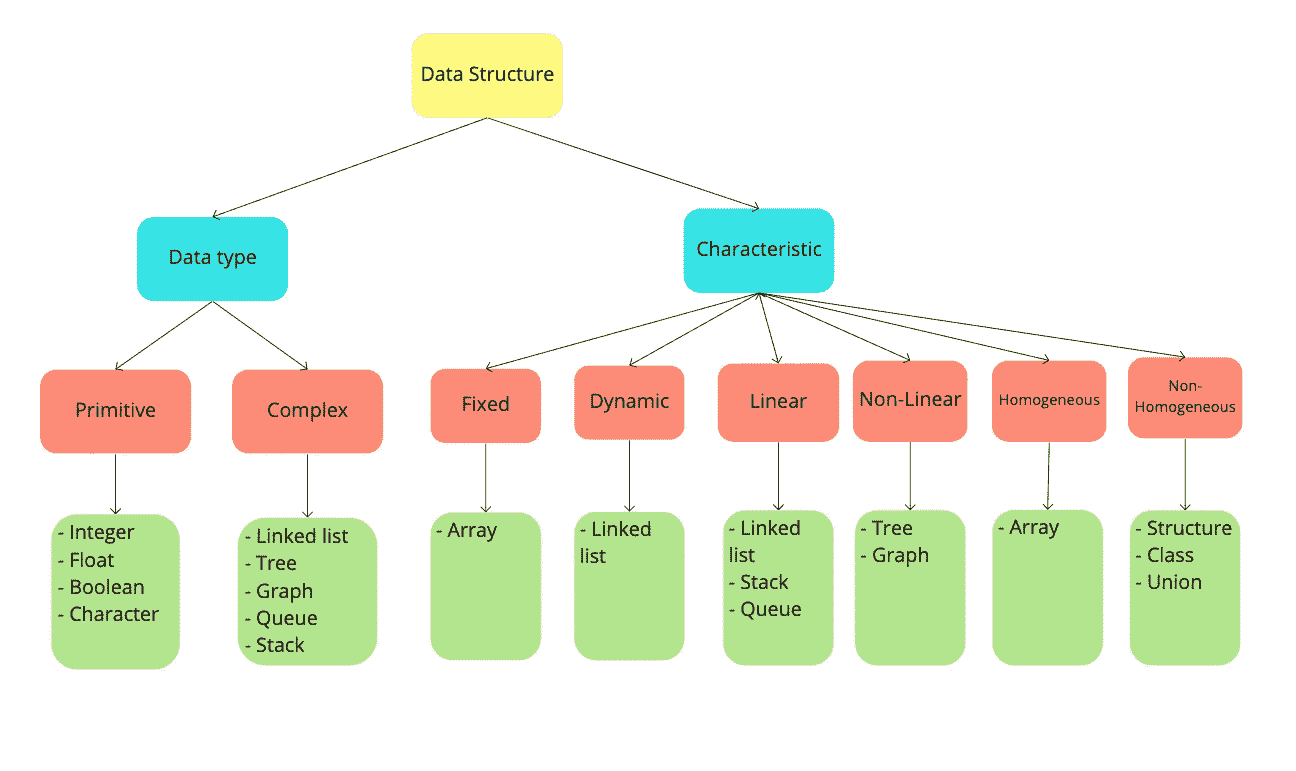 Data Structure
Data type
Characteristic
Primitive
Complex
Fixed
Dynamic
Linear
Non-Linear
Homogeneous
Non-
Homogeneous
- Integer
- Float
- Boolean
- Character
- Linked list
- Tree
- Graph
- Queue
- Stack
- Array
- Linked
list
- Linked
list
- Stack
- Queue
- Tree
- Graph
- Array
- Structure
- Class
- Union